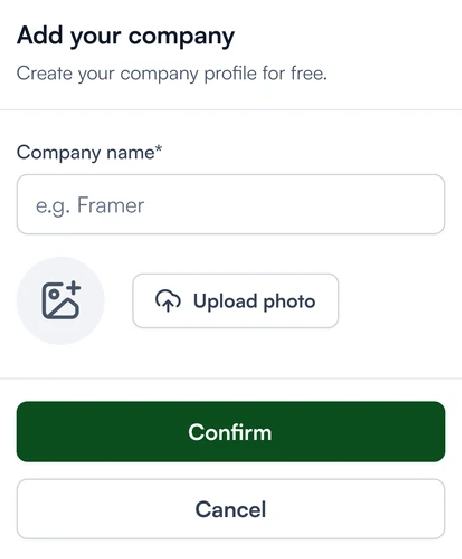 Add your company
Create your company profile for free.
Company name*
e.g. Framer
Upload photo
Confirm
Cancel